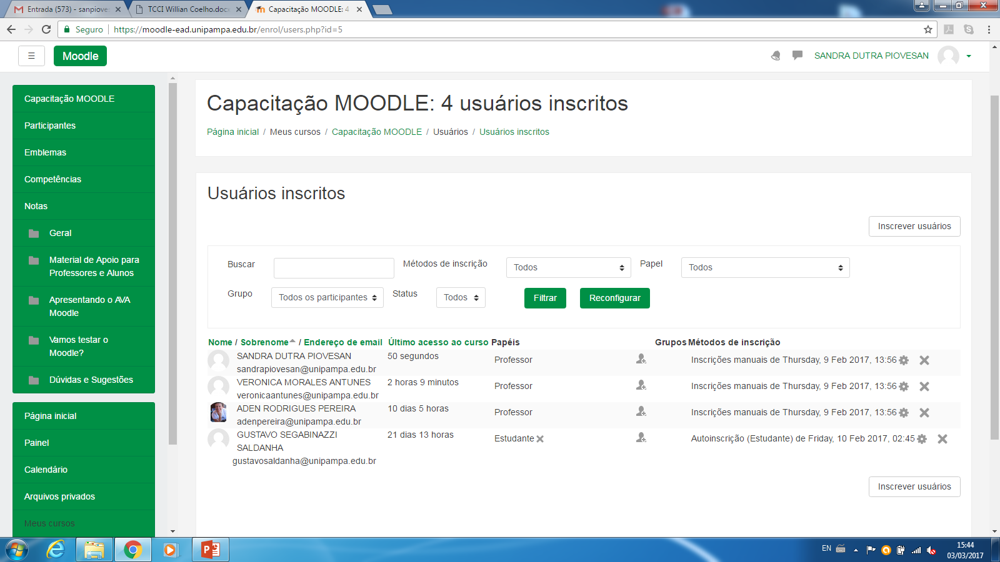 Entrada (573) - sanpioves
TCCI Willian Coelho.docx
Capacitação MOODLE: 4
Seguro
https://moodle-ead.unipampa.edu.br/enrol/users.php?id=5
Moodle
SANDRA DUTRA PIOVESAN
Capacitação MOODLE
Participantes
Emblemas
Competências
Notas
Geral
Material de Apoio para
Professores e Alunos
Apresentando o AVA
Moodle
Vamos testar o
Moodle?
Dúvidas e Sugestões
Página inicial
Painel
Calendário
Arquivos privados
Meus cursos
Capacitação MOODLE: 4 usuários inscritos
Página inicial / Meus cursos / Capacitação MOODLE / Usuários / Usuários inscritos
Usuários inscritos
Inscrever usuários
Buscar Métodos de inscrição Todos Papel Todos
Grupo Todos os participantes Status Todos Filtrar Reconfigurar
Nome / Sobrenome / Endereço de email Último acesso ao curso Papéis Grupos Métodos de inscrição
SANDRA DUTRA PIOVESAN 50 segundos Professor Inscrições manuais de Thursday, 9 Feb 2017, 13:56
sandrapiovesan@unipampa.edu.br
VERONICA MORALES ANTUNES 2 horas 9 minutos Professor Inscrições manuais de Thursday, 9 Feb 2017, 13:56
veronicaantunes@unipampa.edu.br
ADEN RODRIGUES PEREIRA 10 dias 5 horas Professor Inscrições manuais de Thursday, 9 Feb 2017, 13:56
adenpereira@unipampa.edu.br
GUSTAVO SEGABINAZZI 21 dias 13 horas Estudante Autoinscrição (Estudante) de Friday, 10 Feb 2017, 02:45
SALDANHA
gustavosaldanha@unipampa.edu.br
Inscrever usuários
EN
15:44
03/03/2017